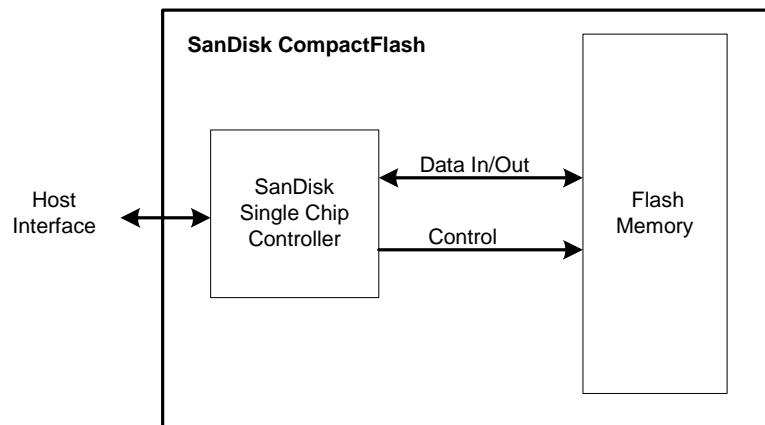 SanDisk CompactFlash
Host
Interface
SanDisk
Single Chip
Controller
Data In/Out
Control
Flash
Memory